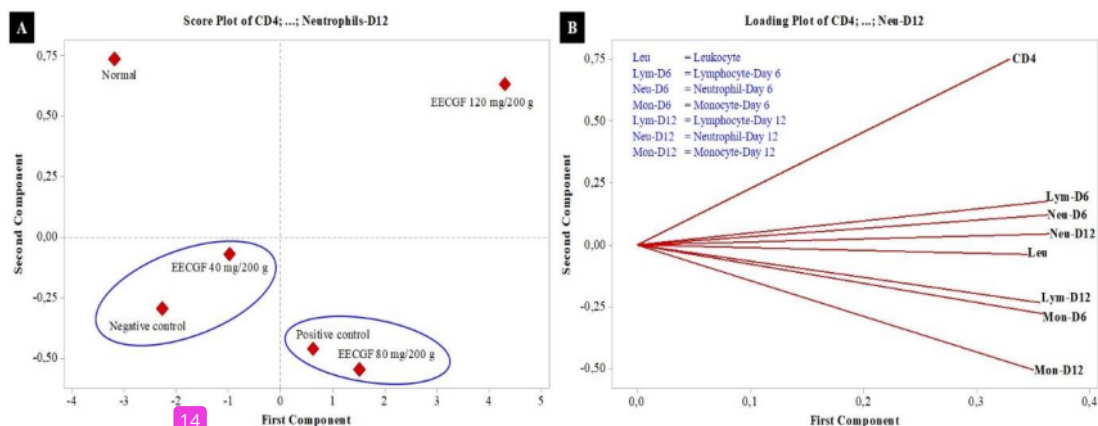 A
Score Plot of CD4; ...; Neutrophils-D12
Second Component
0,75
0,50
0,25
0,00
-0,25
-0,50
Normal
EECGF 120 mg/200 g
EECGF 40 mg/200 g
Negative control
Positive control
EECGF 80 mg/200 g
-4 -3 -2 -1 0 1 2 3 4 5
14
First Component
B
Loading Plot of CD4; ...; Neu-D12
Second Component
0,75
0,50
0,25
0,00
-0,25
-0,50
Leu = Leukocyte
Lym-D6 = Lymphocyte-Day 6
Neu-D6 = Neutrophil-Day 6
Mon-D6 = Monocyte-Day 6
Lym-D12 = Lymphocyte-Day 12
Neu-D12 = Neutrophil-Day 12
Mon-D12 = Monocyte-Day 12
CD4
Lym-D6
Neu-D6
Neu-D12
Leu
Lym-D12
Mon-D6
Mon-D12
0,0 0,1 0,2 0,3 0,4
First Component